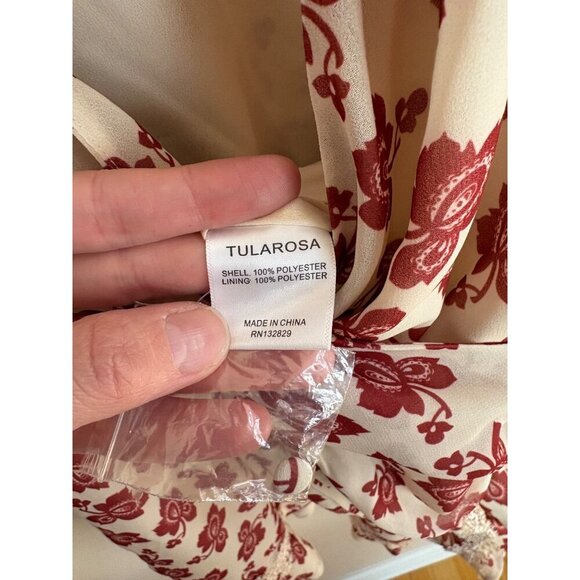 TULAROSA
SHELL: 100% POLYESTER
LINING: 100% POLYESTER
MADE IN CHINA
RN132829